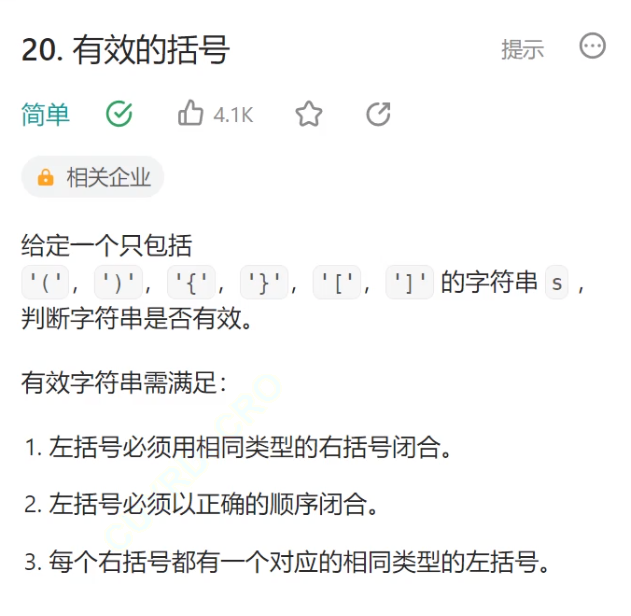 20. 有效的括号 提示
简单 4.1K
相关企业
给定一个只包括
'(', ')', '{', '}', '[', ']' 的字符串 s ，
判断字符串是否有效。
有效字符串需满足：
1. 左括号必须用相同类型的右括号闭合。
2. 左括号必须以正确的顺序闭合。
3. 每个右括号都有一个对应的相同类型的左括号。